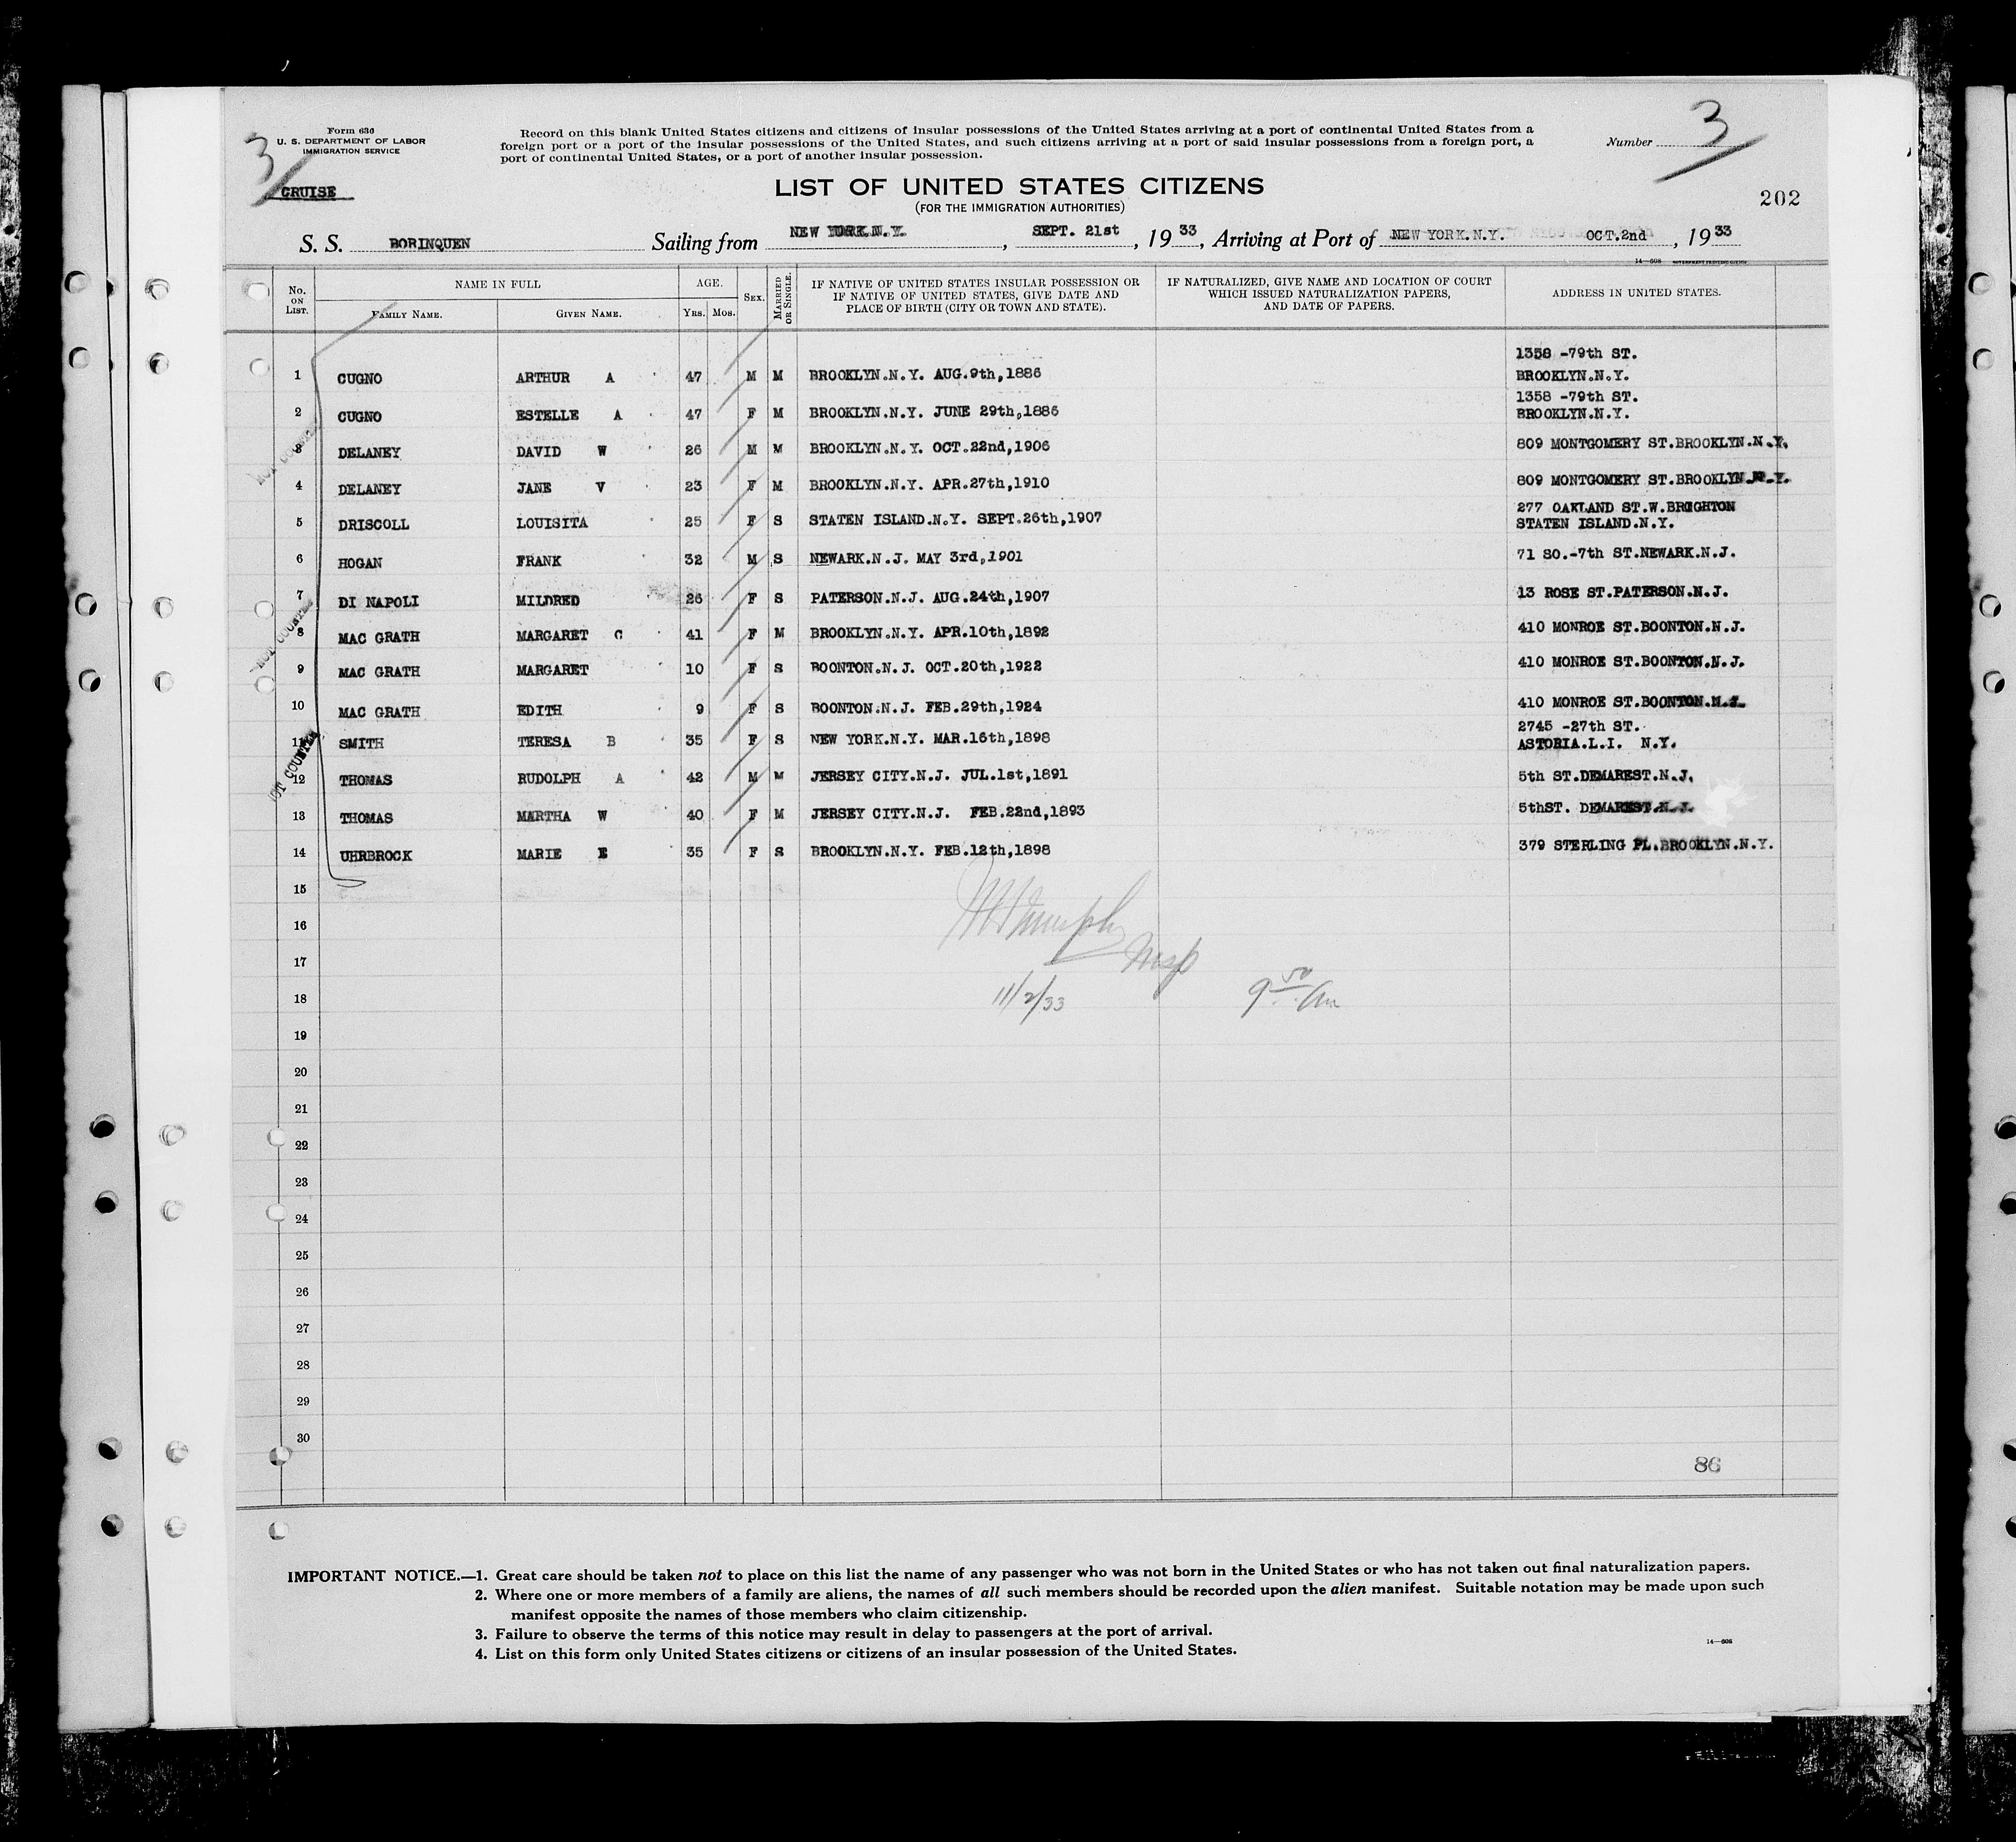 Form 636
U. S. DEPARTMENT OF LABOR
IMMIGRATION SERVICE
3
CRUISE
Record on this blank United States citizens and citizens of insular possessions of the United States arriving at a port of continental United States from a
foreign port or a port of the insular possessions of the United States, and such citizens arriving at a port of said insular possessions from a foreign port, a
port of continental United States, or a port of another insular possession.
Number 3
LIST OF UNITED STATES CITIZENS
(FOR THE IMMIGRATION AUTHORITIES)
202
S. S. BORINQUEN Sailing from NEW YORK.N.Y. , SEPT. 21st , 1933 , Arriving at Port of NEW YORK.N.Y. OCT.2nd , 1933
14—608 GOVERNMENT PRINTING OFFICE
No. ON LIST. NAME IN FULL AGE. SEX. MARRIED OR SINGLE. IF NATIVE OF UNITED STATES INSULAR POSSESSION OR IF NATIVE OF UNITED STATES, GIVE DATE AND PLACE OF BIRTH (CITY OR TOWN AND STATE). IF NATURALIZED, GIVE NAME AND LOCATION OF COURT WHICH ISSUED NATURALIZATION PAPERS, AND DATE OF PAPERS. ADDRESS IN UNITED STATES.
FAMILY NAME. GIVEN NAME. YRS. MOS.
1 CUGNO ARTHUR A 47 M M BROOKLYN.N.Y. AUG.9th,1886 1358 -79th ST. BROOKLYN.N.Y.
2 CUGNO ESTELLE A 47 F M BROOKLYN.N.Y. JUNE 29th,1886 1358 -79th ST. BROOKLYN.N.Y.
3 DELANEY DAVID W 26 M M BROOKLYN.N.Y. OCT.22nd,1906 809 MONTGOMERY ST.BROOKLYN.N.Y.
4 DELANEY JANE V 23 F M BROOKLYN.N.Y. APR.27th,1910 809 MONTGOMERY ST.BROOKLYN.N.Y.
5 DRISCOLL LOUISITA 25 F S STATEN ISLAND.N.Y. SEPT.26th,1907 277 OAKLAND ST.W.BRIGHTON STATEN ISLAND.N.Y.
6 HOGAN FRANK 32 M S NEWARK.N.J. MAY 3rd,1901 71 SO.-7th ST.NEWARK.N.J.
7 DI NAPOLI MILDRED 26 F S PATERSON.N.J. AUG.24th,1907 13 ROSE ST.PATERSON.N.J.
8 MAC GRATH MARGARET C 41 F M BROOKLYN.N.Y. APR.10th,1892 410 MONROE ST.BOONTON.N.J.
9 MAC GRATH MARGARET 10 F S BOONTON.N.J. OCT.20th,1922 410 MONROE ST.BOONTON.N.J.
10 MAC GRATH EDITH 9 F S BOONTON.N.J. FEB.29th,1924 410 MONROE ST.BOONTON.N.J.
11 SMITH TERESA B 35 F S NEW YORK.N.Y. MAR.16th,1898 2745 -27th ST. ASTORIA.L.I. N.Y.
12 THOMAS RUDOLPH A 42 M M JERSEY CITY.N.J. JUL.1st,1891 5th ST.DEMAREST.N.J.
13 THOMAS MARTHA W 40 F M JERSEY CITY.N.J. FEB.22nd,1893 5thST. DEMAREST.N.J.
14 UHRBROCK MARIE E 35 F S BROOKLYN.N.Y. FEB.12th,1898 379 STERLING PL.BROOKLYN.N.Y.
15
16
17
18 11/2/33 9 50 Am
19
20
21
22
23
24
25
26
27
28
29
30
86
IMPORTANT NOTICE.—1. Great care should be taken not to place on this list the name of any passenger who was not born in the United States or who has not taken out final naturalization papers.
2. Where one or more members of a family are aliens, the names of all such members should be recorded upon the alien manifest. Suitable notation may be made upon such
manifest opposite the names of those members who claim citizenship.
3. Failure to observe the terms of this notice may result in delay to passengers at the port of arrival.
4. List on this form only United States citizens or citizens of an insular possession of the United States.
14—608